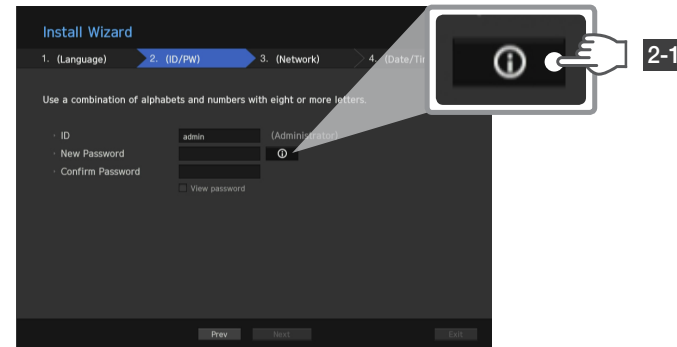 Install Wizard
1. (Language) 2. (ID/PW) 3. (Network) 4. (Date/
2-1
Use a combination of alphabets and numbers with eight or more letters.
· ID admin (Administrator)
· New Password
· Confirm Password
View password
Prev Next Exit